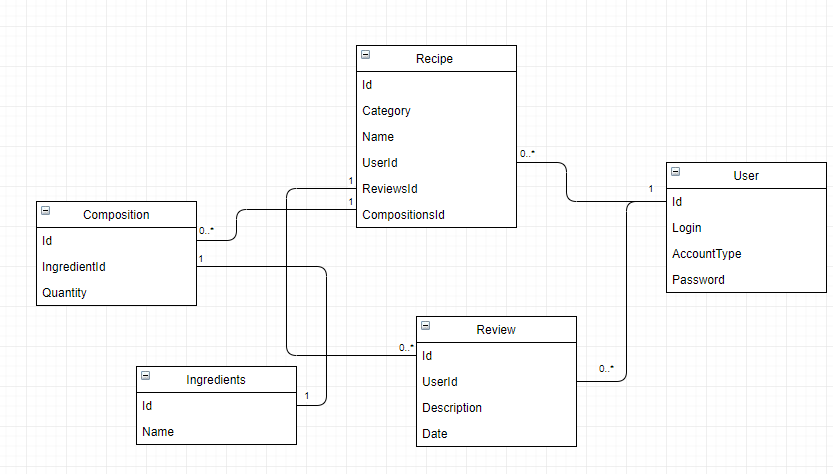 Recipe
Id
Category
Name
UserId
ReviewsId
CompositionsId
0..*
1
1
User
Id
Login
AccountType
Password
1
Composition
Id
IngredientId
Quantity
0..*
1
Review
Id
UserId
Description
Date
0..*
0..*
Ingredients
Id
Name
1